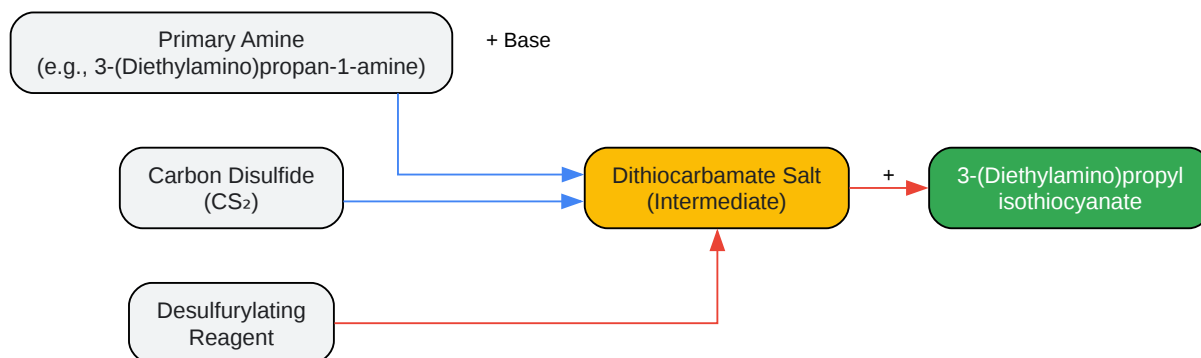 Primary Amine
(e.g., 3-(Diethylamino)propan-1-amine)
+ Base
Carbon Disulfide
(CS₂)
Dithiocarbamate Salt
(Intermediate)
+
3-(Diethylamino)propyl
isothiocyanate
Desulfurylating
Reagent